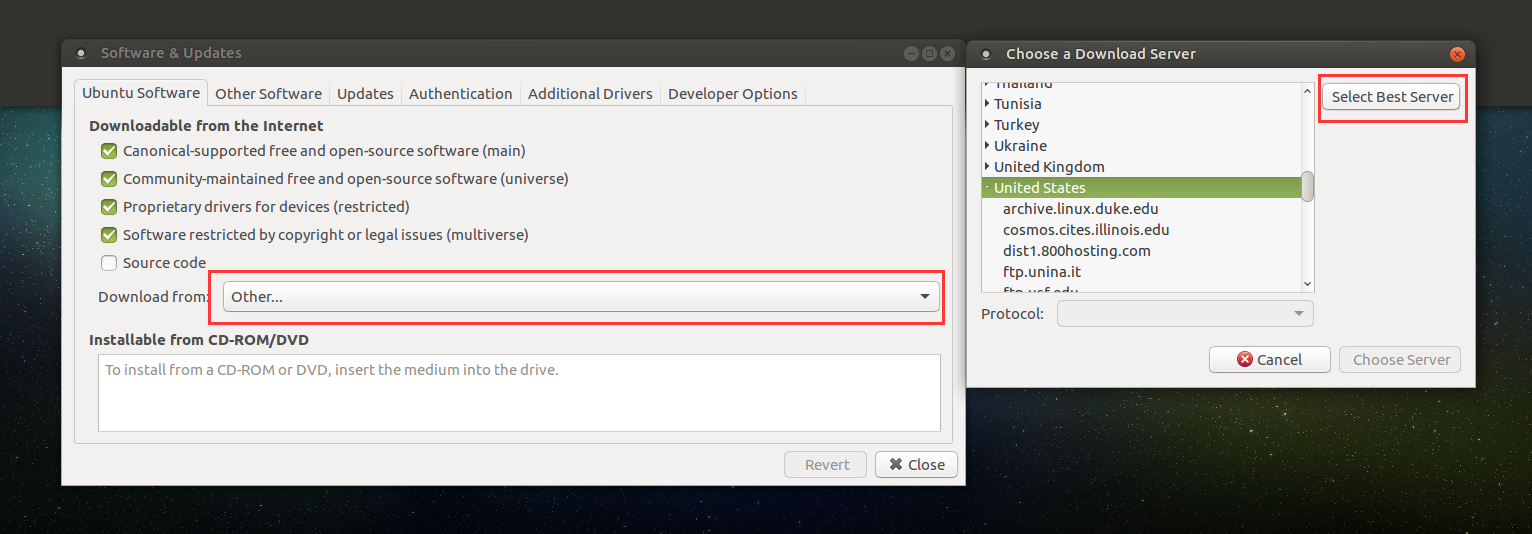 Software & Updates
Ubuntu Software
Other Software
Updates
Authentication
Additional Drivers
Developer Options
Downloadable from the Internet
Canonical-supported free and open-source software (main)
Community-maintained free and open-source software (universe)
Proprietary drivers for devices (restricted)
Software restricted by copyright or legal issues (multiverse)
Source code
Download from: Other...
Installable from CD-ROM/DVD
To install from a CD-ROM or DVD, insert the medium into the drive.
Revert
Close
Choose a Download Server
Thailand
Tunisia
Turkey
Ukraine
United Kingdom
United States
archive.linux.duke.edu
cosmos.cites.illinois.edu
dist1.800hosting.com
ftp.unina.it
ftp.usf.edu
Select Best Server
Protocol:
Cancel
Choose Server